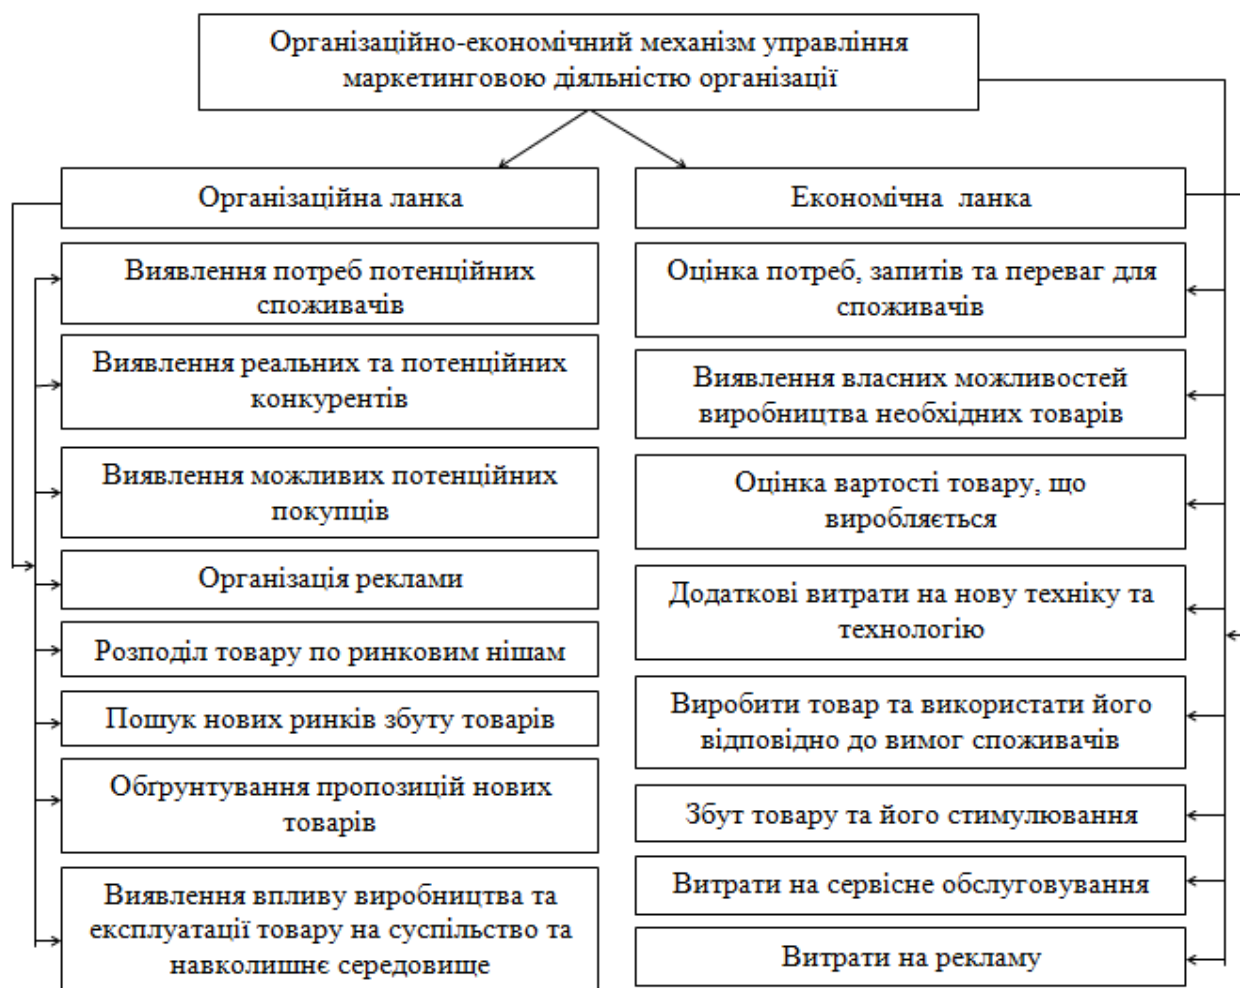 Організаційно-економічний механізм управління
маркетинговою діяльністю організації
Організаційна ланка
Виявлення потреб потенційних
споживачів
Виявлення реальних та потенційних
конкурентів
Виявлення можливих потенційних
покупців
Організація реклами
Розподіл товару по ринковим нішам
Пошук нових ринків збуту товарів
Обґрунтування пропозицій нових
товарів
Виявлення впливу виробництва та
експлуатації товару на суспільство та
навколишнє середовище
Економічна ланка
Оцінка потреб, запитів та переваг для
споживачів
Виявлення власних можливостей
виробництва необхідних товарів
Оцінка вартості товару, що
виробляється
Додаткові витрати на нову техніку та
технологію
Виробити товар та використати його
відповідно до вимог споживачів
Збут товару та його стимулювання
Витрати на сервісне обслуговування
Витрати на рекламу